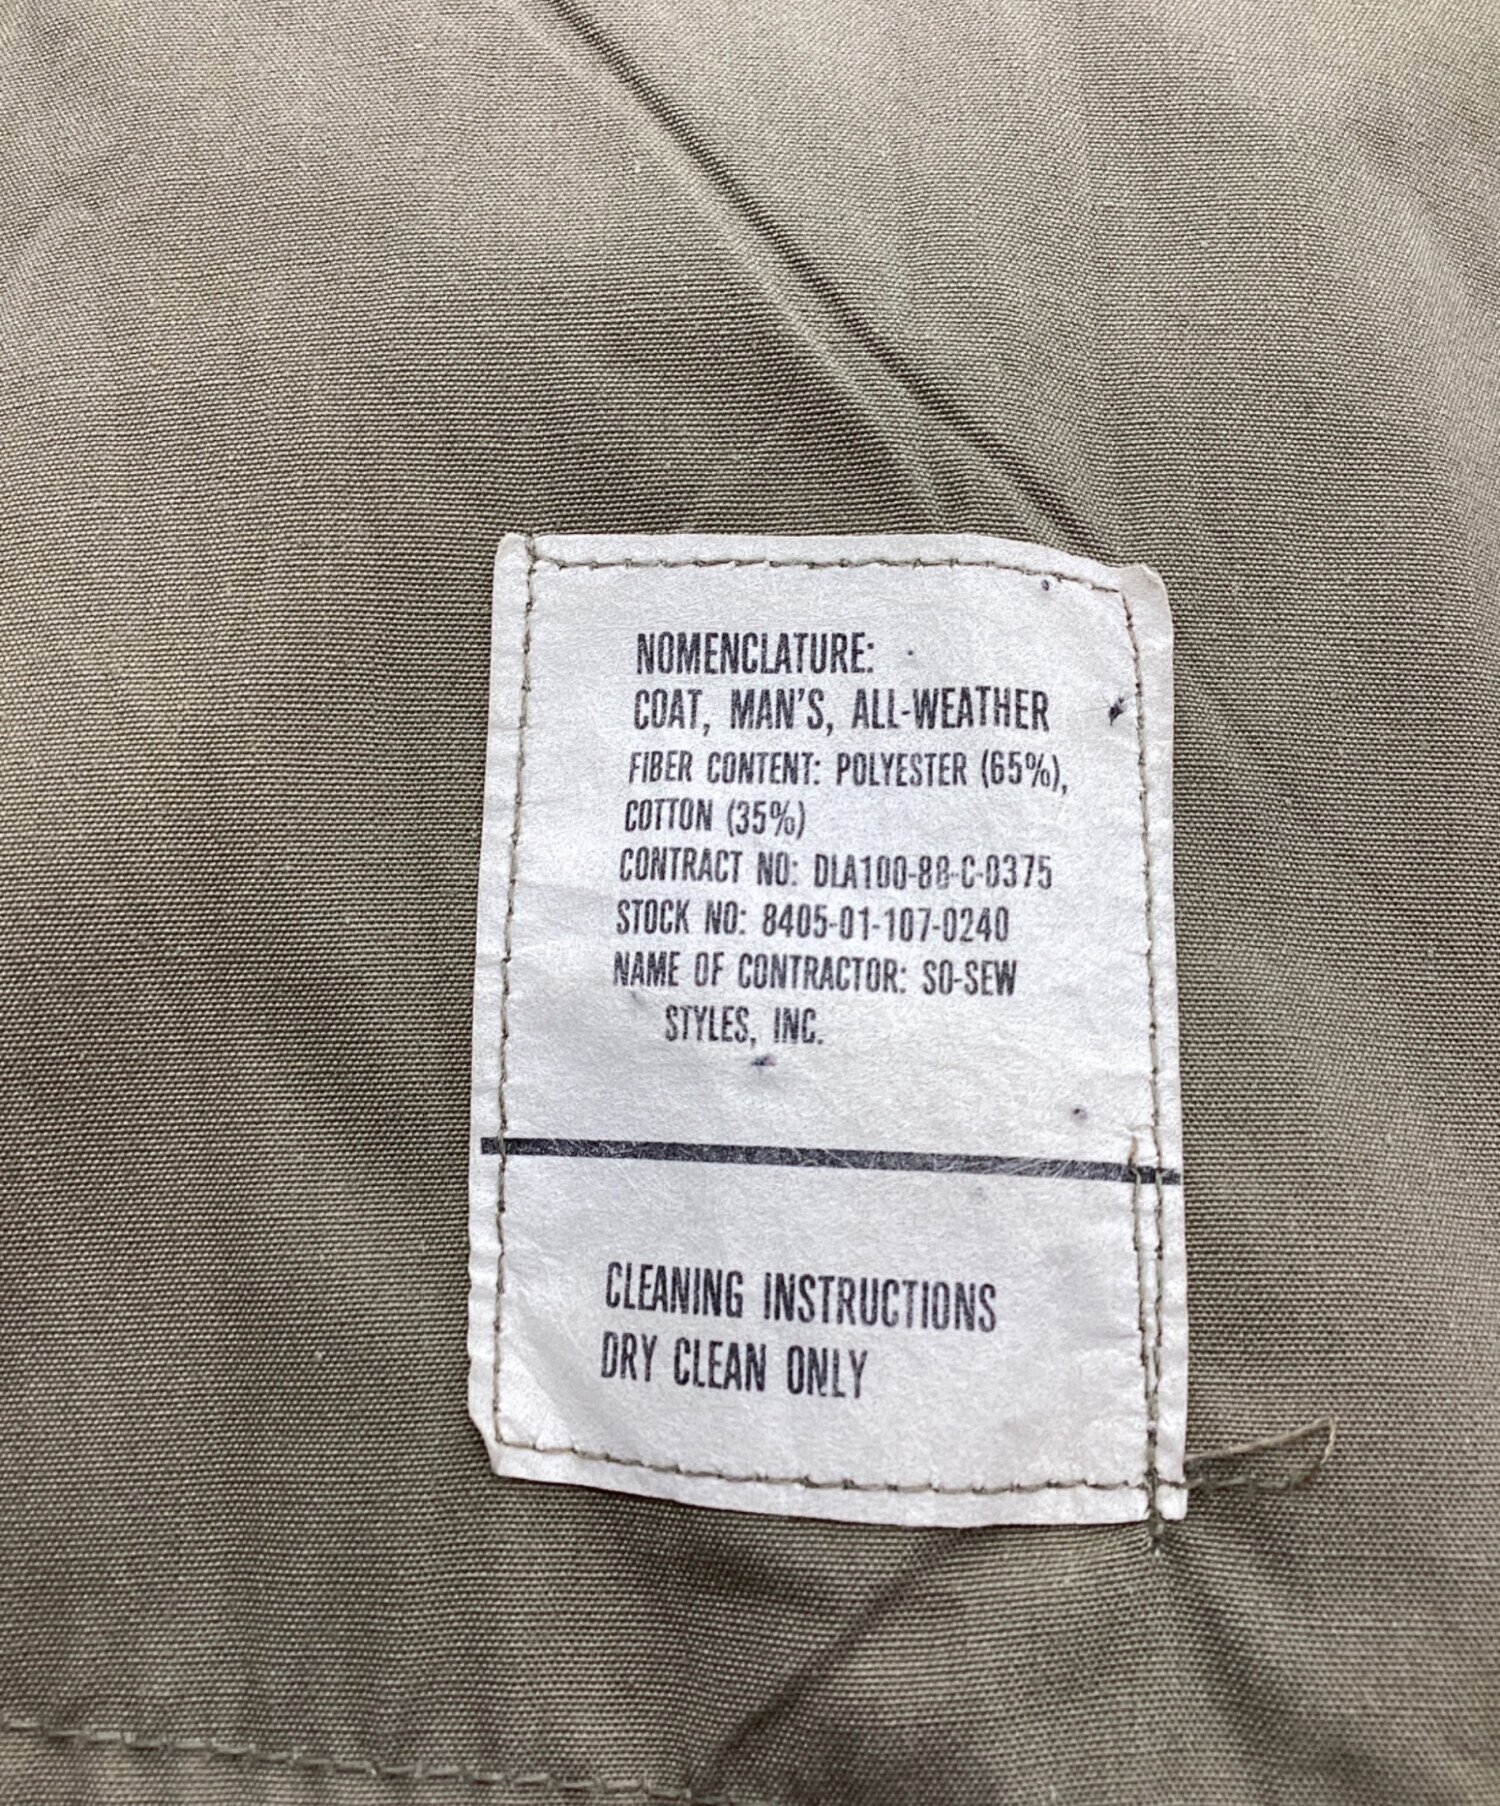 NOMENCLATURE:
COAT, MAN'S, ALL-WEATHER
FIBER CONTENT: POLYESTER (65%),
COTTON (35%)
CONTRACT NO: DLA100-88-C-0375
STOCK NO: 8405-01-107-0240
NAME OF CONTRACTOR: SO-SEW
STYLES, INC.
CLEANING INSTRUCTIONS
DRY CLEAN ONLY